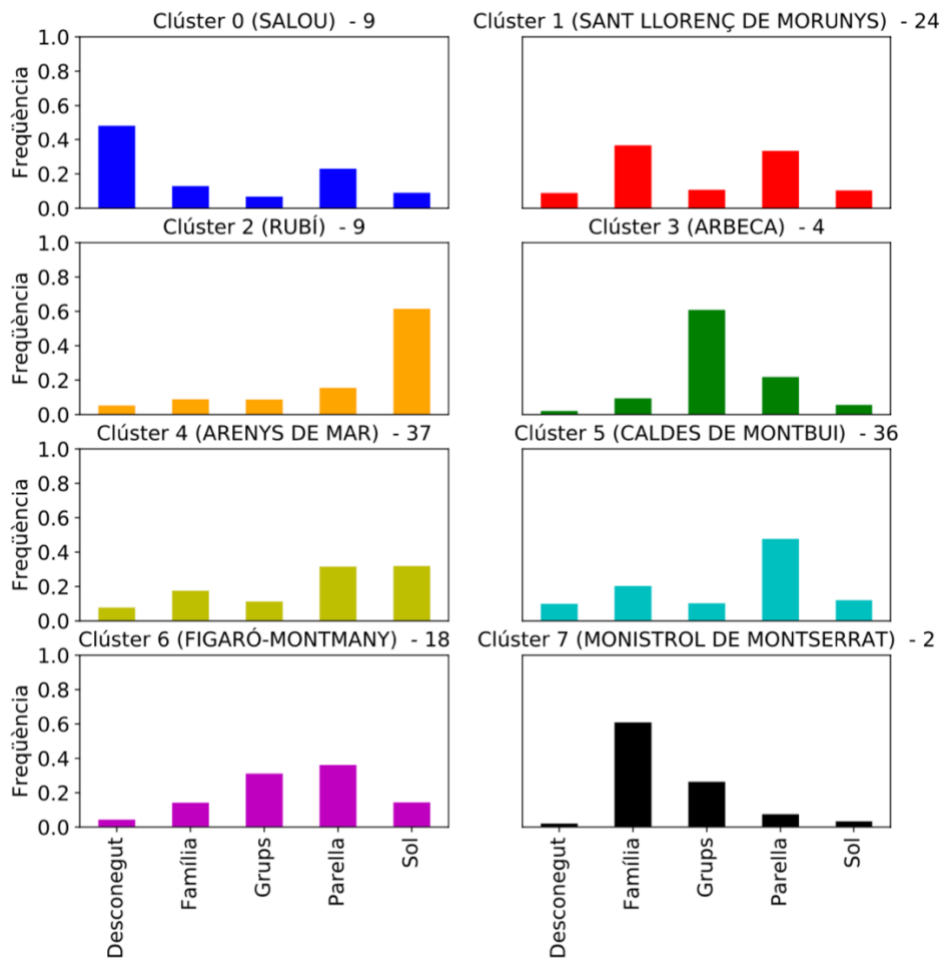 Clúster 0 (SALOU)  - 9
Clúster 1 (SANT LLORENÇ DE MORUNYS)  - 24
1.0
0.8
0.6
0.4
0.2
0.0
Freqüència
Clúster 2 (RUBÍ)  - 9
Clúster 3 (ARBECA)  - 4
1.0
0.8
0.6
0.4
0.2
0.0
Freqüència
Clúster 4 (ARENYS DE MAR)  - 37
Clúster 5 (CALDES DE MONTBUI)  - 36
1.0
0.8
0.6
0.4
0.2
0.0
Freqüència
Clúster 6 (FIGARÓ-MONTMANY)  - 18
Clúster 7 (MONISTROL DE MONTSERRAT)  - 2
1.0
0.8
0.6
0.4
0.2
0.0
Freqüència
Desconegut
Família
Grups
Parella
Sol
Desconegut
Família
Grups
Parella
Sol